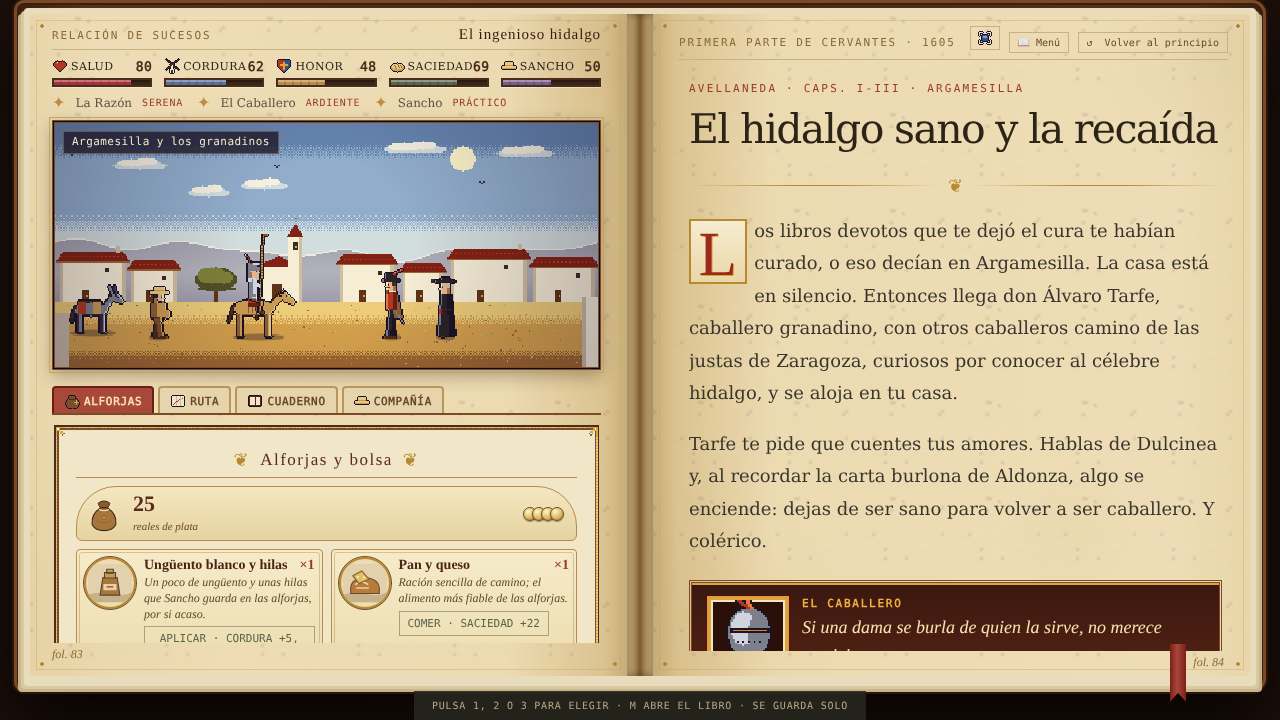 RELACIÓN DE SUCESOS
El ingenioso hidalgo
SALUD 80
CORDURA 62
HONOR 48
SACIEDAD 69
SANCHO 50
La Razón SERENA
El Caballero ARDIENTE
Sancho PRÁCTICO
Argamesilla y los granadinos
ALFORJAS
RUTA
CUADERNO
COMPAÑÍA
Alforjas y bolsa
25
reales de plata
Ungüento blanco y hilas ×1
Un poco de ungüento y unas hilas
que Sancho guarda en las alforjas,
por si acaso.
APLICAR · CORDURA +5,
Pan y queso ×1
Ración sencilla de camino; el
alimento más fiable de las alforjas.
COMER · SACIEDAD +22
fol. 83
PRIMERA PARTE DE CERVANTES · 1605
Menú
↺ Volver al principio
AVELLANEDA · CAPS. I-III · ARGAMESILLA
El hidalgo sano y la recaída
Los libros devotos que te dejó el cura te habían
curado, o eso decían en Argamesilla. La casa está
en silencio. Entonces llega don Álvaro Tarfe,
caballero granadino, con otros caballeros camino de las
justas de Zaragoza, curiosos por conocer al célebre
hidalgo, y se aloja en tu casa.
Tarfe te pide que cuentes tus amores. Hablas de Dulcinea
y, al recordar la carta burlona de Aldonza, algo se
enciende: dejas de ser sano para volver a ser caballero. Y
colérico.
EL CABALLERO
Si una dama se burla de quien la sirve, no merece
fol. 84
PULSA 1, 2 O 3 PARA ELEGIR · M ABRE EL LIBRO · SE GUARDA SOLO